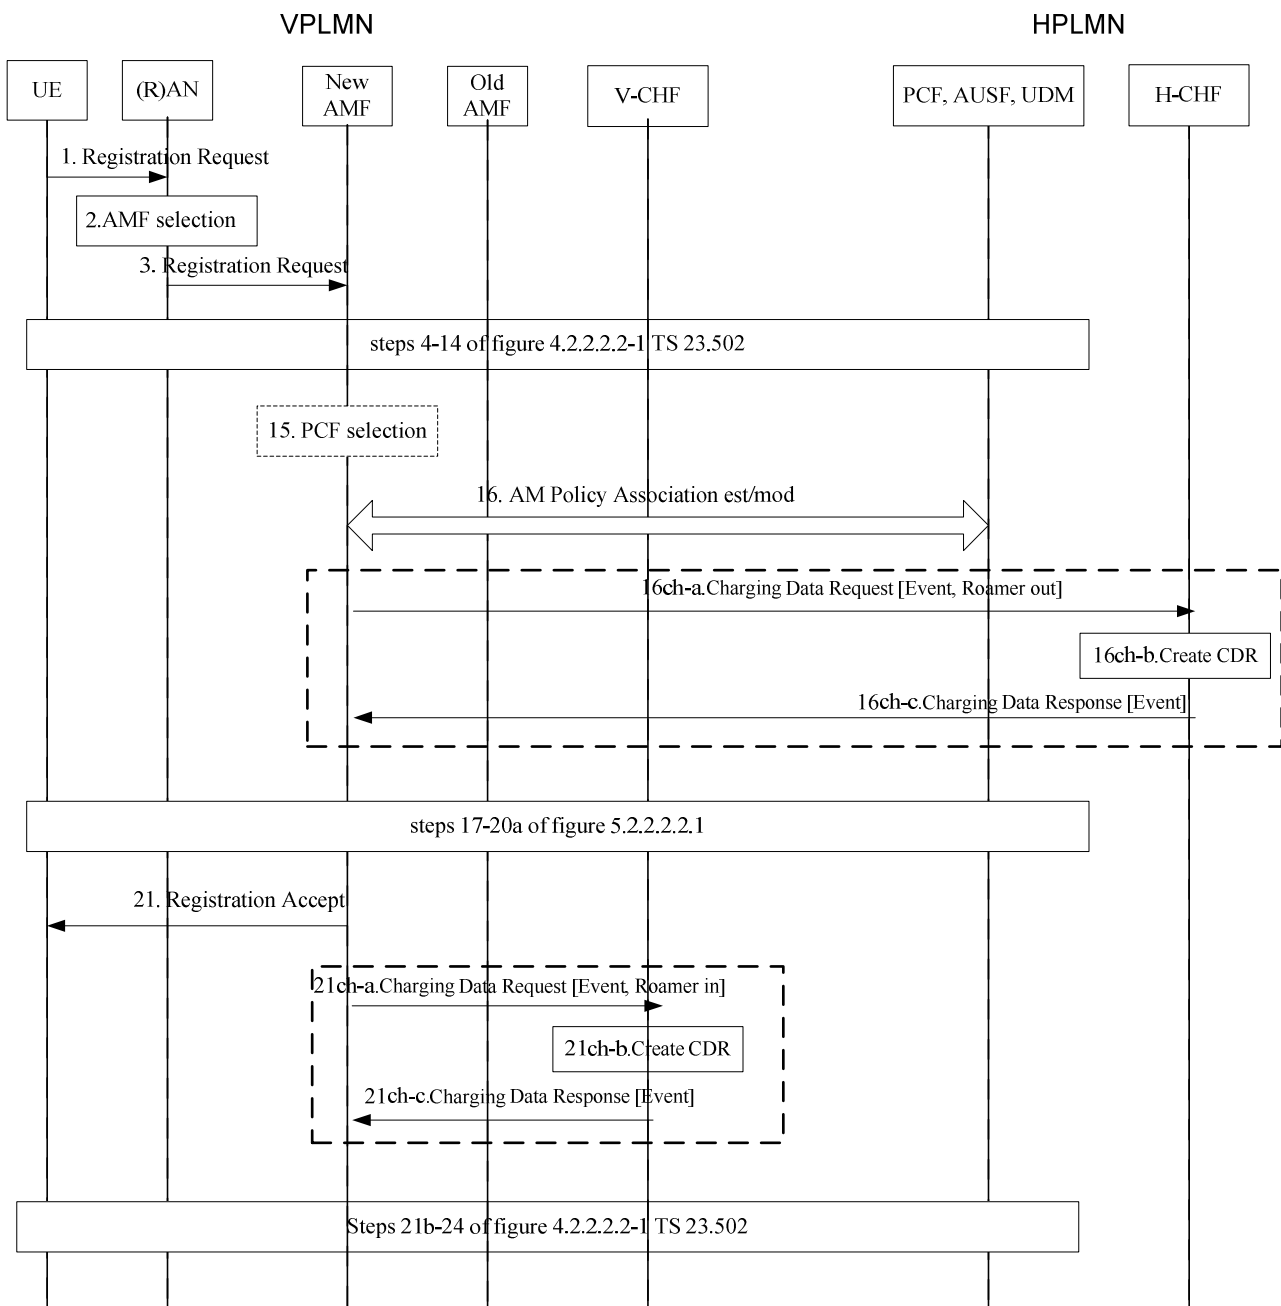 VPLMN
HPLMN
UE
(R)AN
New
AMF
Old
AMF
V-CHF
PCF, AUSF, UDM
H-CHF
1. Registration Request
2.AMF selection
3. Registration Request
steps 4-14 of figure 4.2.2.2.2-1 TS 23.502
15. PCF selection
16. AM Policy Association est/mod
16ch-a.Charging Data Request [Event, Roamer out]
16ch-b.Create CDR
16ch-c.Charging Data Response [Event]
steps 17-20a of figure 5.2.2.2.2.1
21. Registration Accept
21ch-a.Charging Data Request [Event, Roamer in]
21ch-b.Create CDR
21ch-c.Charging Data Response [Event]
Steps 21b-24 of figure 4.2.2.2.2-1 TS 23.502